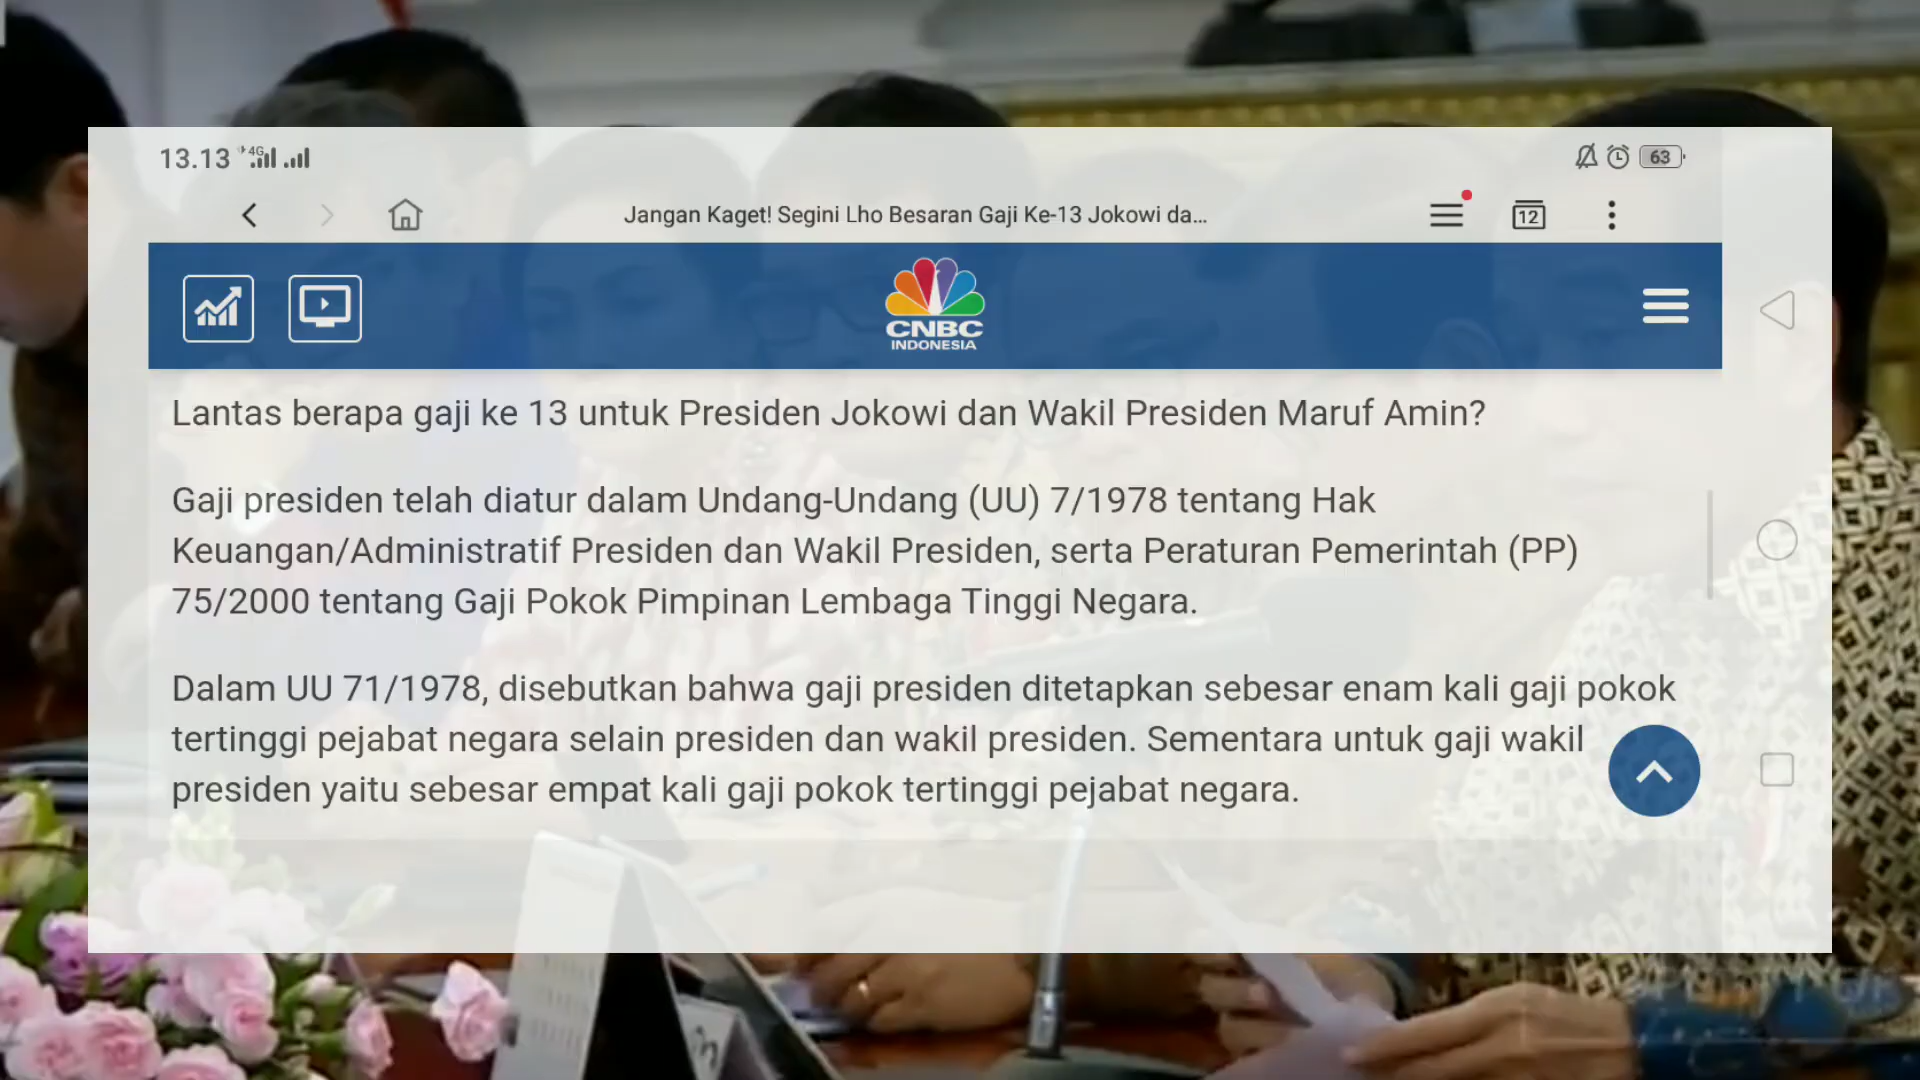 13.13 4G 63
Jangan Kaget! Segini Lho Besaran Gaji Ke-13 Jokowi da...
12
CNBC
INDONESIA
Lantas berapa gaji ke 13 untuk Presiden Jokowi dan Wakil Presiden Maruf Amin?
Gaji presiden telah diatur dalam Undang-Undang (UU) 7/1978 tentang Hak
Keuangan/Administratif Presiden dan Wakil Presiden, serta Peraturan Pemerintah (PP)
75/2000 tentang Gaji Pokok Pimpinan Lembaga Tinggi Negara.
Dalam UU 71/1978, disebutkan bahwa gaji presiden ditetapkan sebesar enam kali gaji pokok
tertinggi pejabat negara selain presiden dan wakil presiden. Sementara untuk gaji wakil
presiden yaitu sebesar empat kali gaji pokok tertinggi pejabat negara.